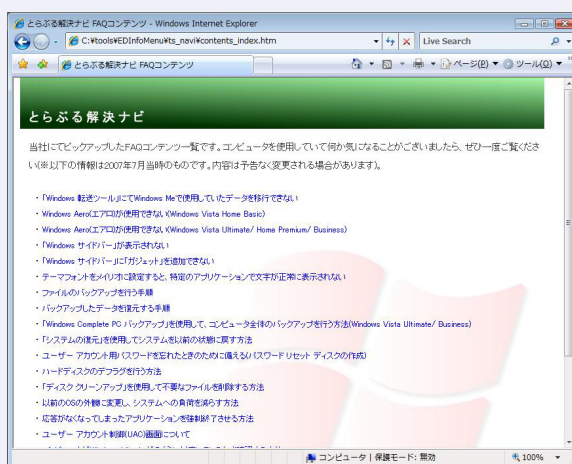 とらぶる解決ナビ FAQコンテンツ - Windows Internet Explorer
C:¥tools¥EDInfoMenu¥ts_navi¥contents_index.htm
Live Search
とらぶる解決ナビ FAQコンテンツ
ページ(P) ツール(O)
とらぶる解決ナビ
当社にてピックアップしたFAQコンテンツ一覧です。コンピュータを使用していて何か気になることがございましたら、ぜひ一度ご覧くださ
い(※以下の情報は2007年7月当時のものです。内容は予告なく変更される場合があります)。
・「Windows 転送ツール」にてWindows Meで使用していたデータを移行できない
・Windows Aero(エアロ)が使用できない(Windows Vista Home Basic)
・Windows Aero(エアロ)が使用できない(Windows Vista Ultimate/ Home Premium/ Business)
・「Windows サイドバー」が表示されない
・「Windows サイドバー」に「ガジェット」を追加できない
・テーマフォントをメイリオに設定すると、特定のアプリケーションで文字が正常に表示されない
・ファイルのバックアップを行う手順
・バックアップしたデータを復元する手順
・「Windows Complete PC バックアップ」を使用して、コンピュータ全体のバックアップを行う方法(Windows Vista Ultimate/ Business)
・「システムの復元」を使用してシステムを以前の状態に戻す方法
・ユーザー アカウント用パスワードを忘れたときのために備える(パスワード リセット ディスクの作成)
・ハードディスクのデフラグを行う方法
・「ディスク クリーンアップ」を使用して不要なファイルを削除する方法
・以前のOSの外観に変更し、システムへの負荷を減らす方法
・応答がなくなってしまったアプリケーションを強制終了させる方法
・ユーザー アカウント制御(UAC)画面について
コンピュータ | 保護モード: 無効
100%